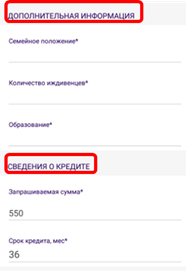 ДОПОЛНИТЕЛЬНАЯ ИНФОРМАЦИЯ
Семейное положение*
Количество иждивенцев*
Образование*
СВЕДЕНИЯ О КРЕДИТЕ
Запрашиваемая сумма*
550
Срок кредита, мес*
36